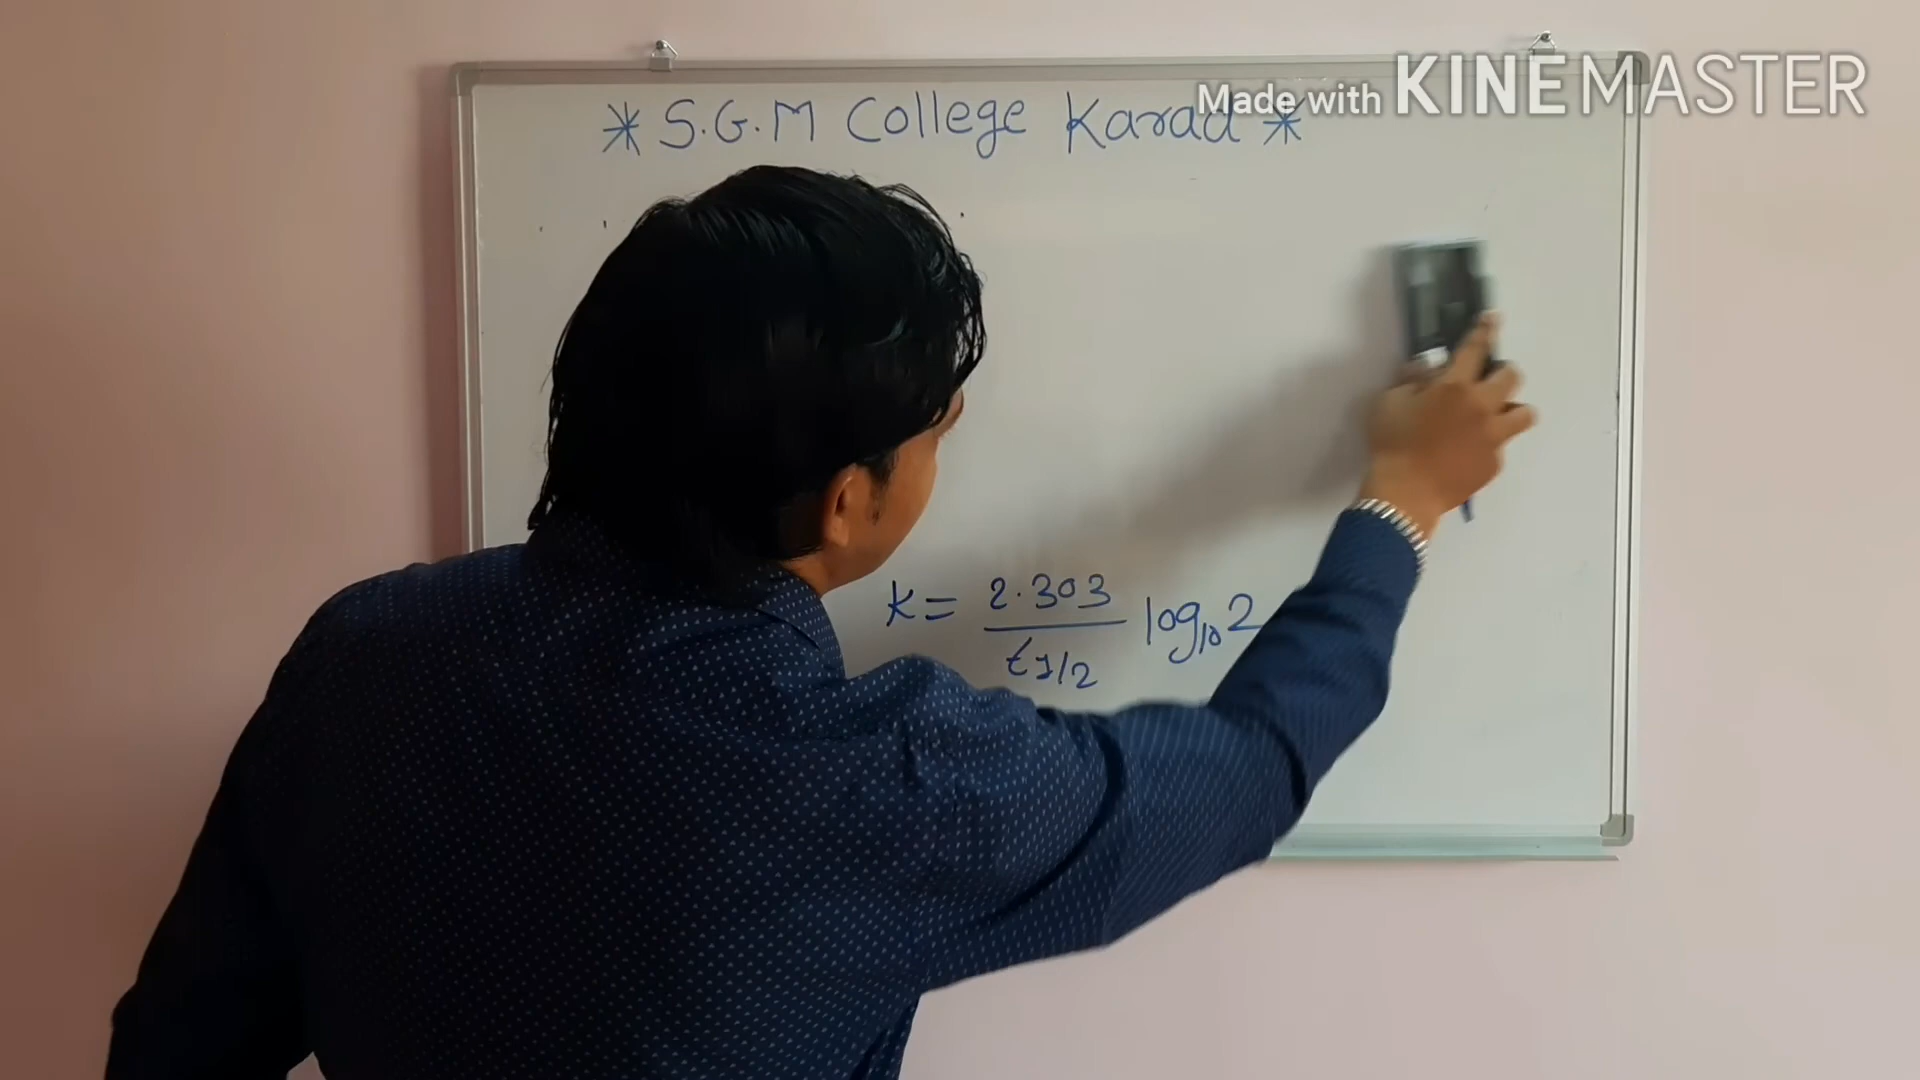 Made with KINEMASTER
* S.G.M College Karad *
K = 2.303 / t1/2 log10 2